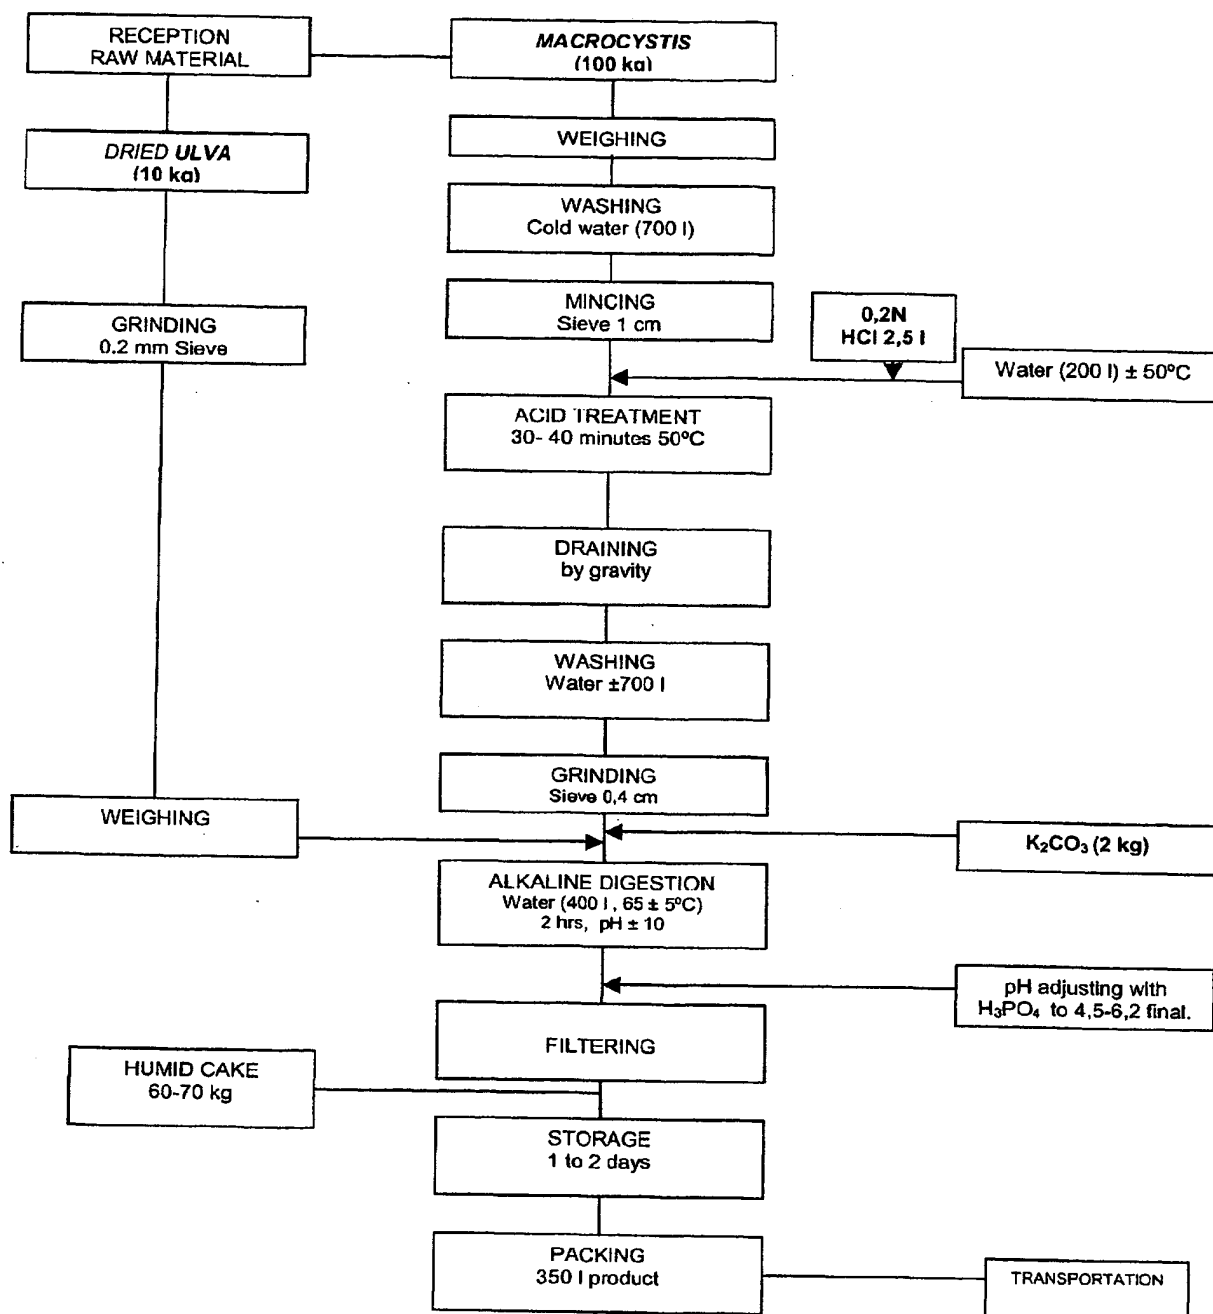 RECEPTION
RAW MATERIAL
MACROCYSTIS
(100 kg)
DRIED ULVA
(10 kg)
WEIGHING
WASHING
Cold water (700 l)
MINCING
Sieve 1 cm
GRINDING
0.2 mm Sieve
0,2N
HCl 2,5 l
Water (200 l) ± 50ºC
ACID TREATMENT
30- 40 minutes 50ºC
DRAINING
by gravity
WASHING
Water ±700 l
GRINDING
Sieve 0,4 cm
WEIGHING
K₂CO₃ (2 kg)
ALKALINE DIGESTION
Water (400 l , 65 ± 5ºC)
2 hrs, pH ± 10
pH adjusting with
H₃PO₄ to 4,5-6,2 final.
FILTERING
HUMID CAKE
60-70 kg
STORAGE
1 to 2 days
PACKING
350 l product
TRANSPORTATION